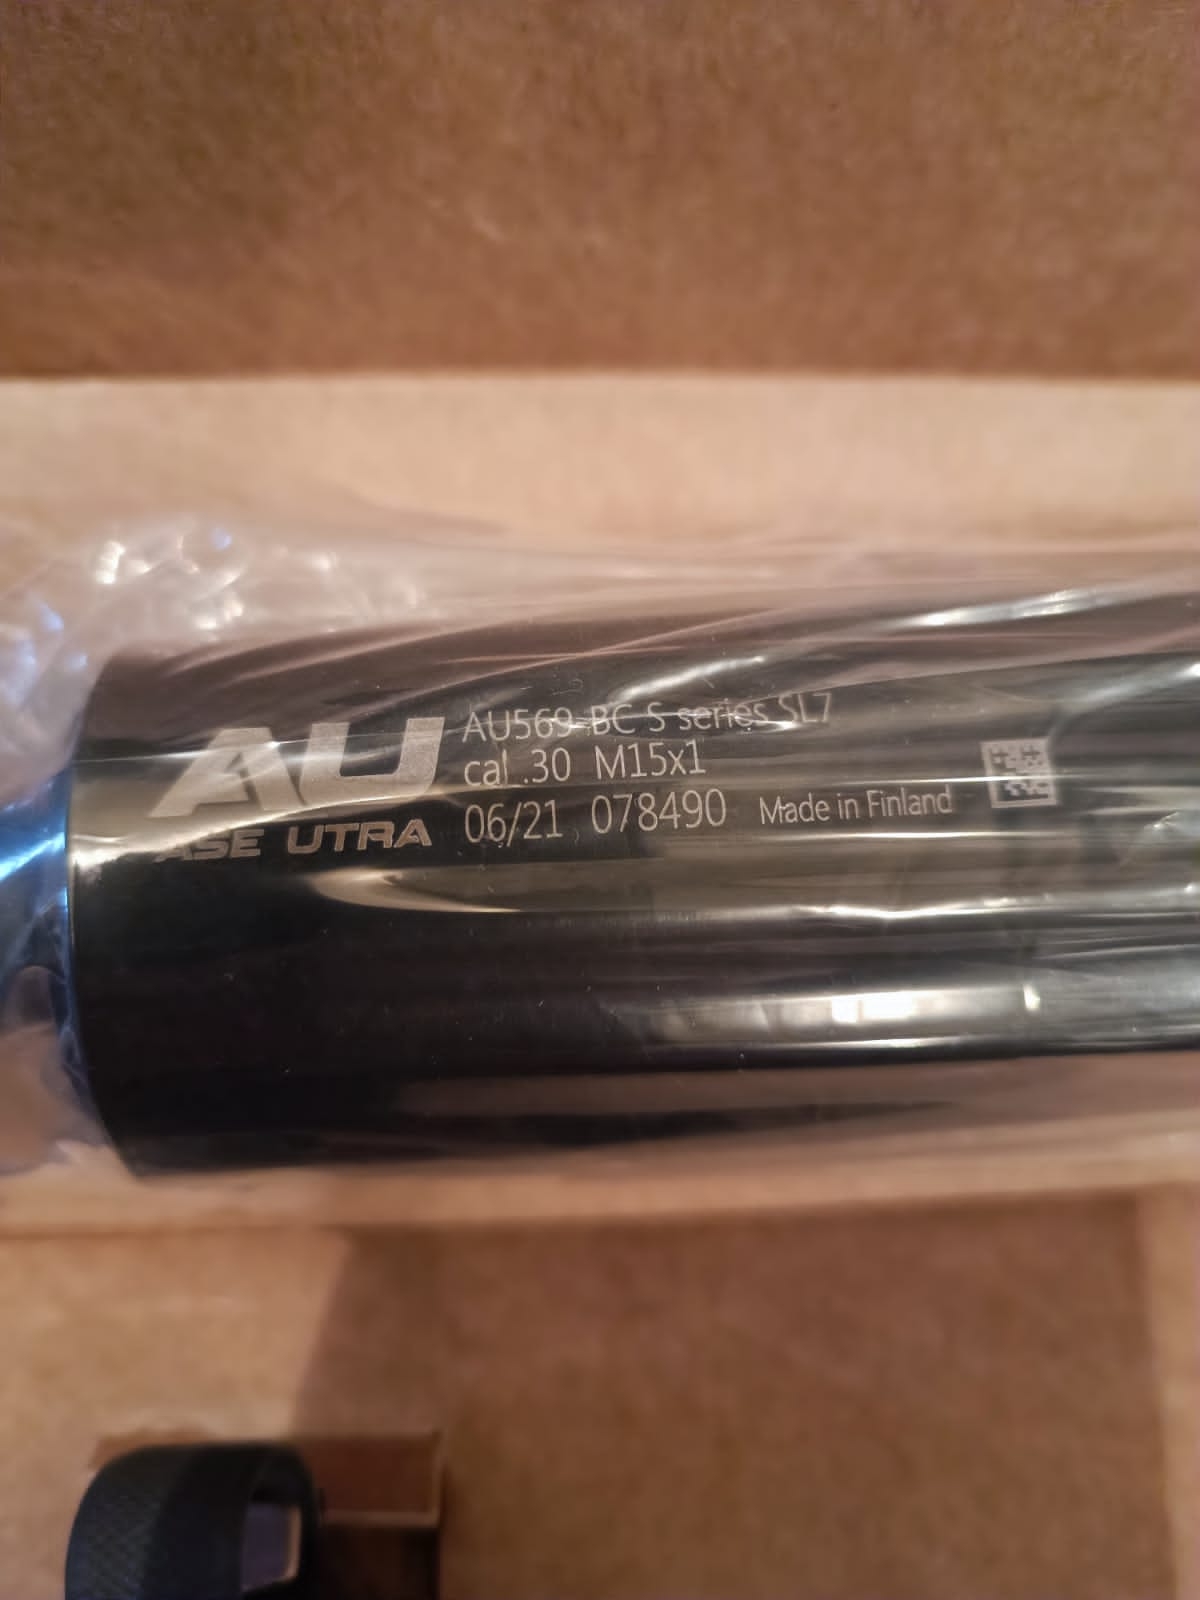 AU
ASE UTRA
AU569-BC S series SL7
cal .30 M15x1
06/21 078490 Made in Finland